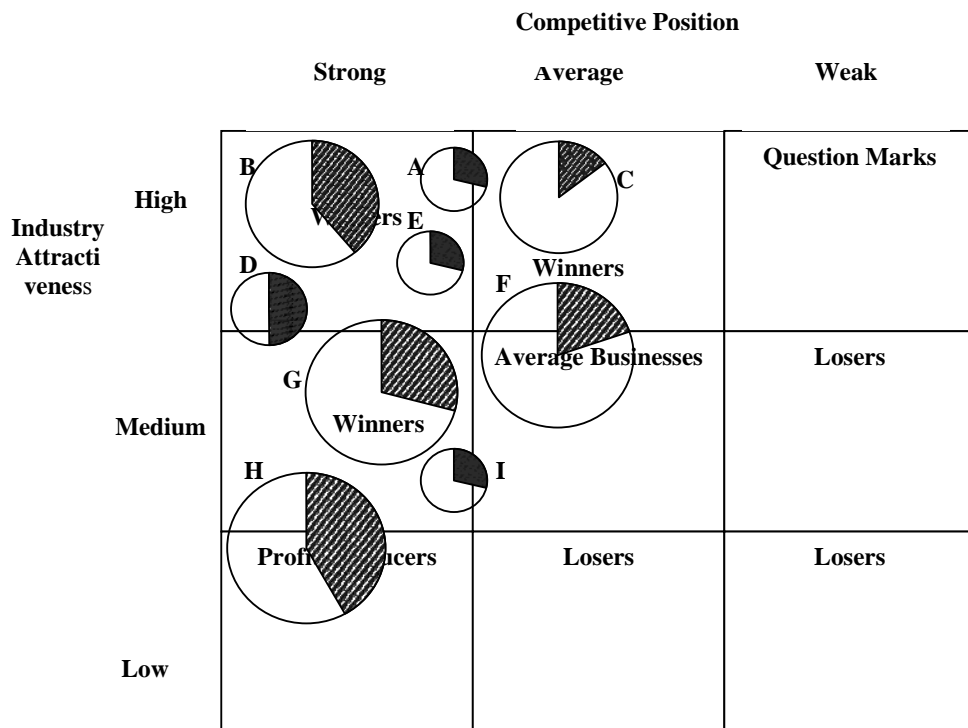 Competitive Position
Strong
Average
Weak
B
A
C
Question Marks
High
E
Industry
Attracti
veness
D
Winners
F
Average Businesses
Losers
G
Winners
Medium
H
I
Losers
Losers
Low